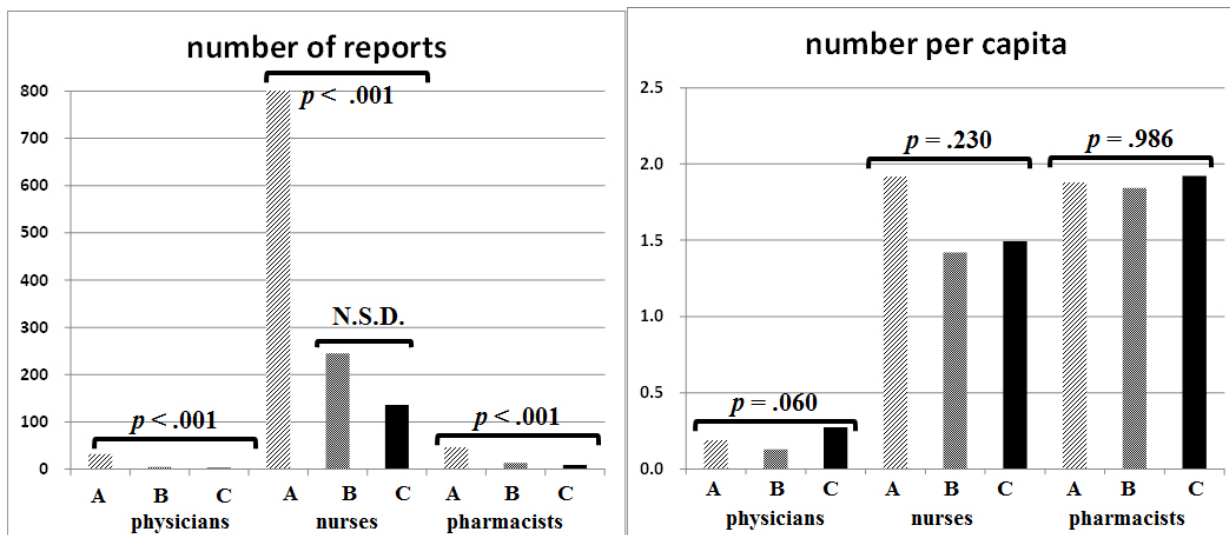 number of reports
p < .001
800
700
600
500
400
300
200
100
0
N.S.D.
p < .001
p < .001
A B C A B C A B C
physicians nurses pharmacists
number per capita
2.5
2.0
1.5
1.0
0.5
0.0
p = .230
p = .986
p = .060
A B C A B C A B C
physicians nurses pharmacists